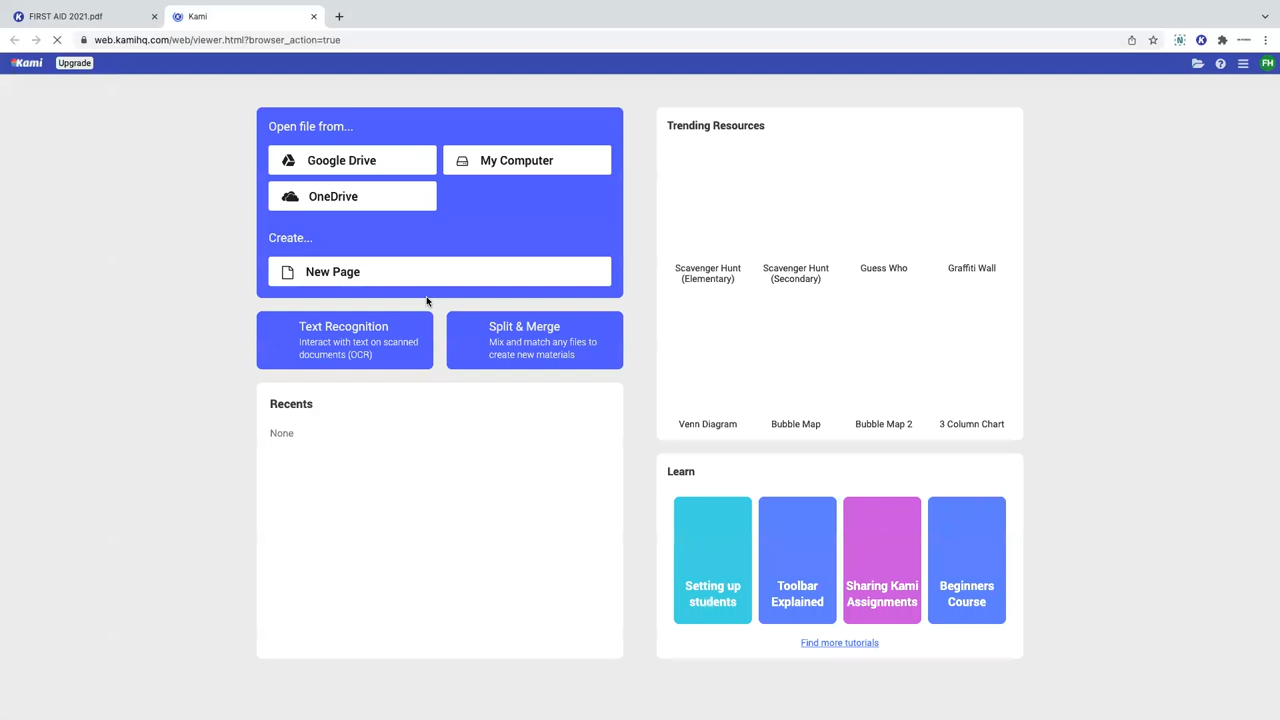 FIRST AID 2021.pdf
Kami
web.kamihq.com/web/viewer.html?browser_action=true
Kami
Upgrade
FH
Open file from...
Google Drive
My Computer
OneDrive
Create...
New Page
Text Recognition
Interact with text on scanned
documents (OCR)
Split & Merge
Mix and match any files to
create new materials
Recents
None
Trending Resources
Scavenger Hunt
(Elementary)
Scavenger Hunt
(Secondary)
Guess Who
Graffiti Wall
Venn Diagram
Bubble Map
Bubble Map 2
3 Column Chart
Learn
Setting up
students
Toolbar
Explained
Sharing Kami
Assignments
Beginners
Course
Find more tutorials